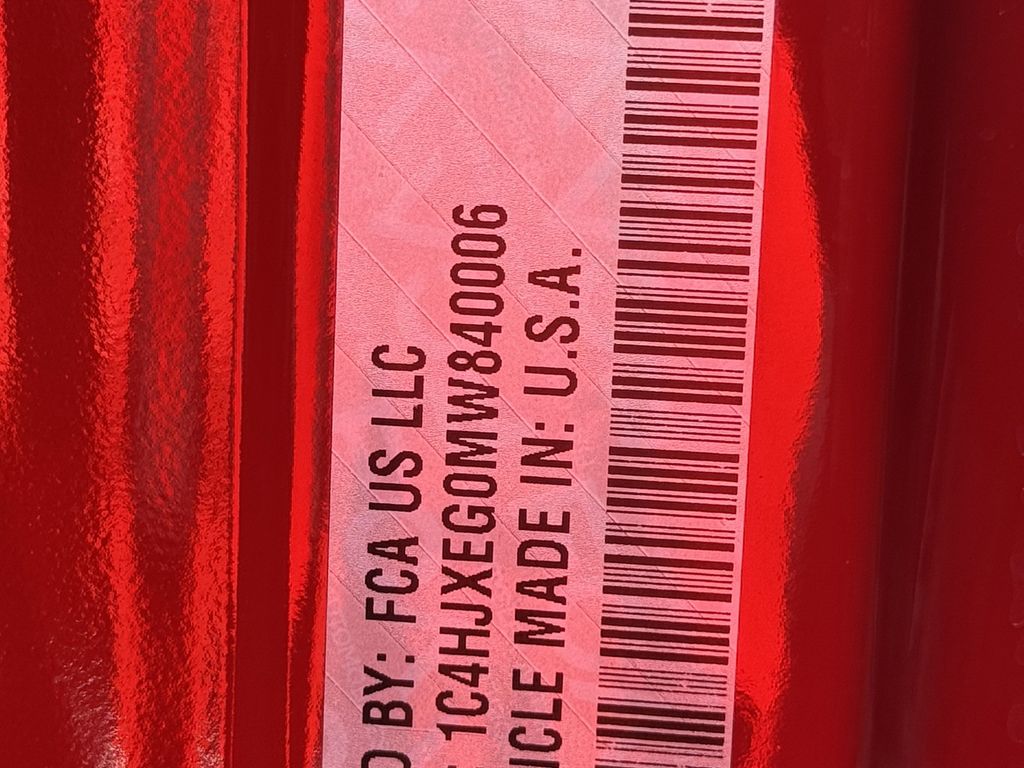 D BY: FCA US LLC
1C4HJXEG0MW840006
ICLE MADE IN: U.S.A.